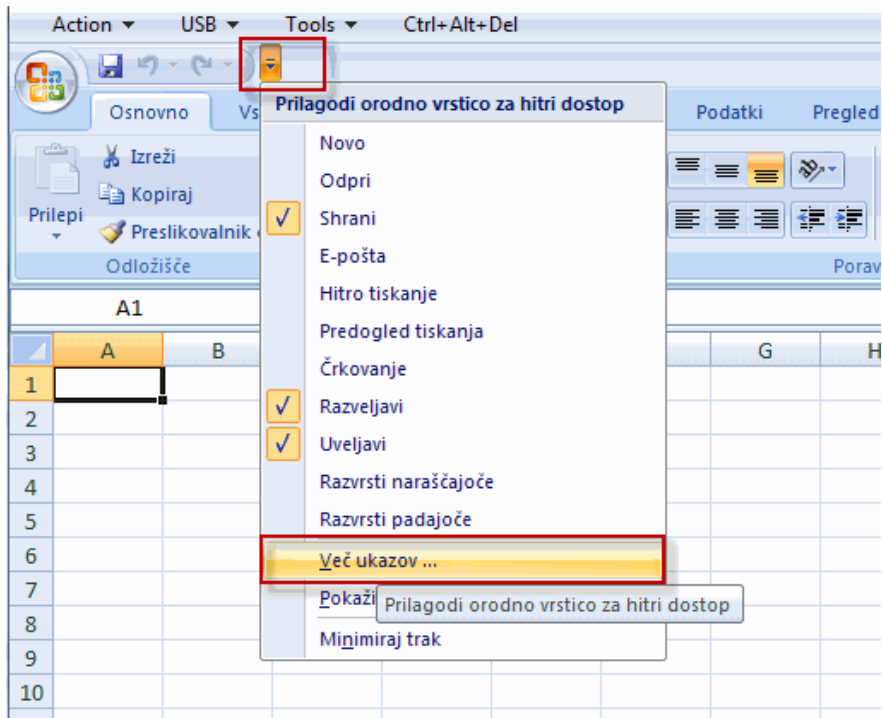 Action USB Tools Ctrl+Alt+Del
Prilagodi orodno vrstico za hitri dostop
Osnovno Podatki Pregled
Novo
Izreži
Odpri
Kopiraj
Prilepi
Shrani
Preslikovalnik
E-pošta
Odložišče
Hitro tiskanje
A1
Predogled tiskanja
A B G H
Črkovanje
1
Razveljavi
2
Uveljavi
3
Razvrsti naraščajoče
4
Razvrsti padajoče
5
Več ukazov ...
6
Pokaži
7
Prilagodi orodno vrstico za hitri dostop
8
Minimiraj trak
9
10